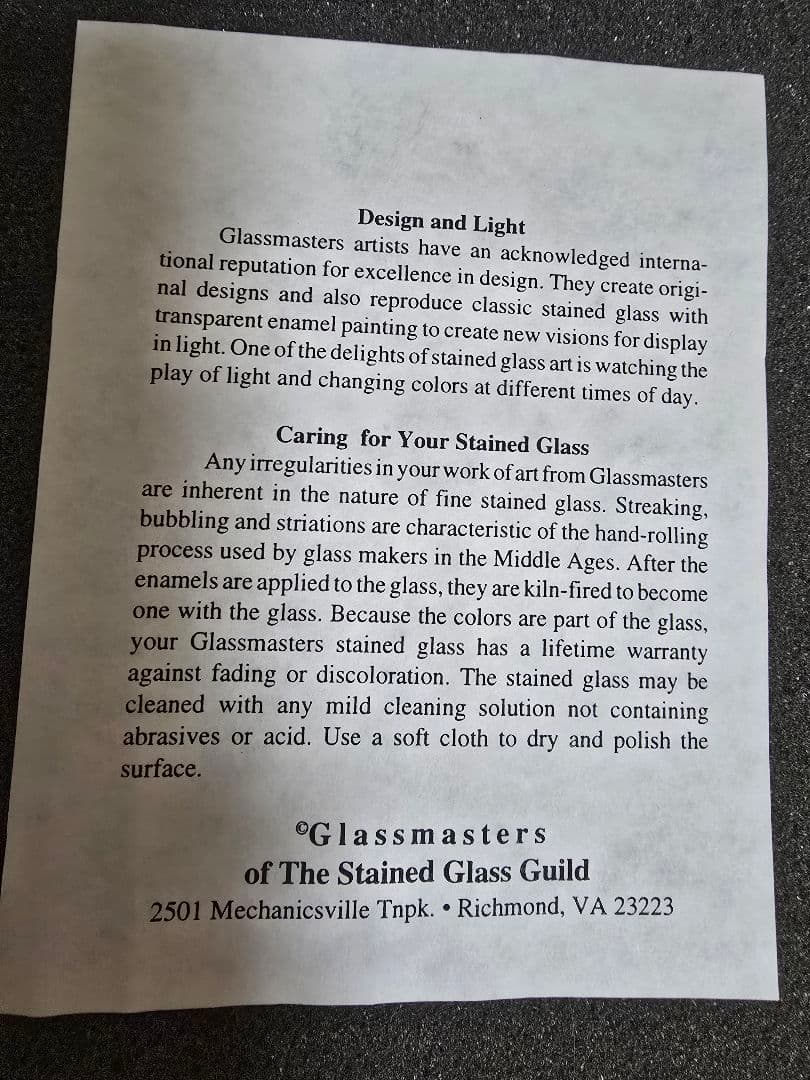 Design and Light
Glassmasters artists have an acknowledged interna-
tional reputation for excellence in design. They create origi-
nal designs and also reproduce classic stained glass with
transparent enamel painting to create new visions for display
in light. One of the delights of stained glass art is watching the
play of light and changing colors at different times of day.
Caring for Your Stained Glass
Any irregularities in your work of art from Glassmasters
are inherent in the nature of fine stained glass. Streaking,
bubbling and striations are characteristic of the hand-rolling
process used by glass makers in the Middle Ages. After the
enamels are applied to the glass, they are kiln-fired to become
one with the glass. Because the colors are part of the glass,
your Glassmasters stained glass has a lifetime warranty
against fading or discoloration. The stained glass may be
cleaned with any mild cleaning solution not containing
abrasives or acid. Use a soft cloth to dry and polish the
surface.
©Glassmasters
of The Stained Glass Guild
2501 Mechanicsville Tnpk. • Richmond, VA 23223